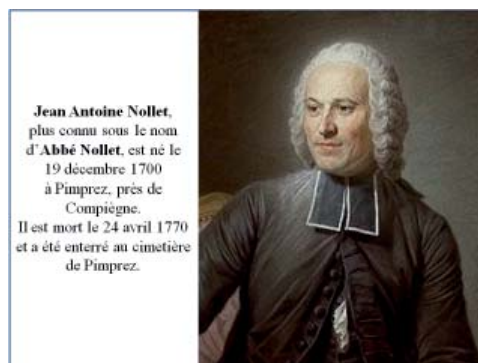 Jean Antoine Nollet,
plus connu sous le nom
d'Abbé Nollet, est né le
19 décembre 1700
à Pimprez, près de
Compiègne.
Il est mort le 24 avril 1770
et a été enterré au cimetière
de Pimprez.